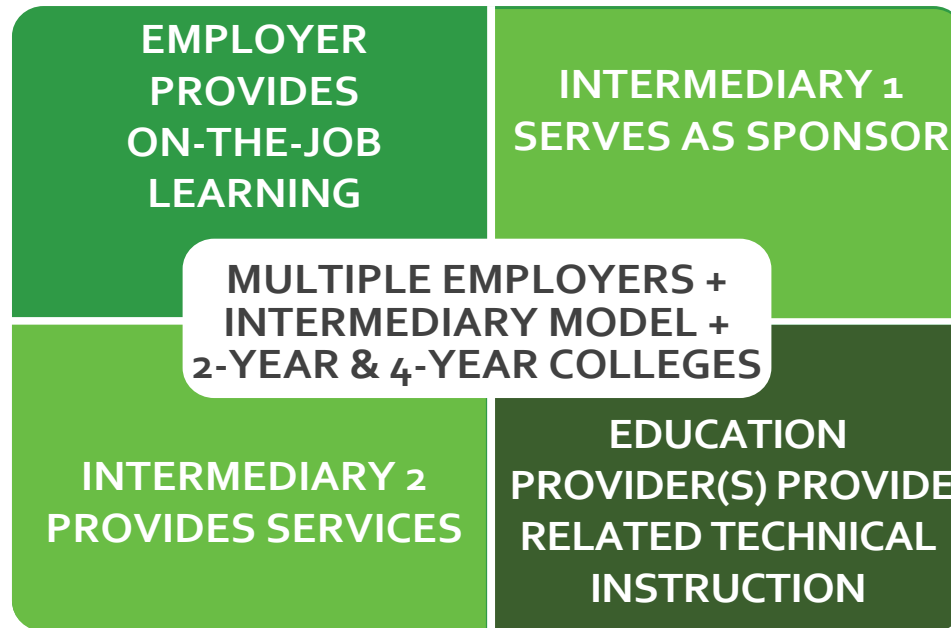 EMPLOYER
PROVIDES
ON-THE-JOB
LEARNING
INTERMEDIARY 1
SERVES AS SPONSOR
MULTIPLE EMPLOYERS +
INTERMEDIARY MODEL +
2-YEAR & 4-YEAR COLLEGES
INTERMEDIARY 2
PROVIDES SERVICES
EDUCATION
PROVIDER(S) PROVIDE
RELATED TECHNICAL
INSTRUCTION